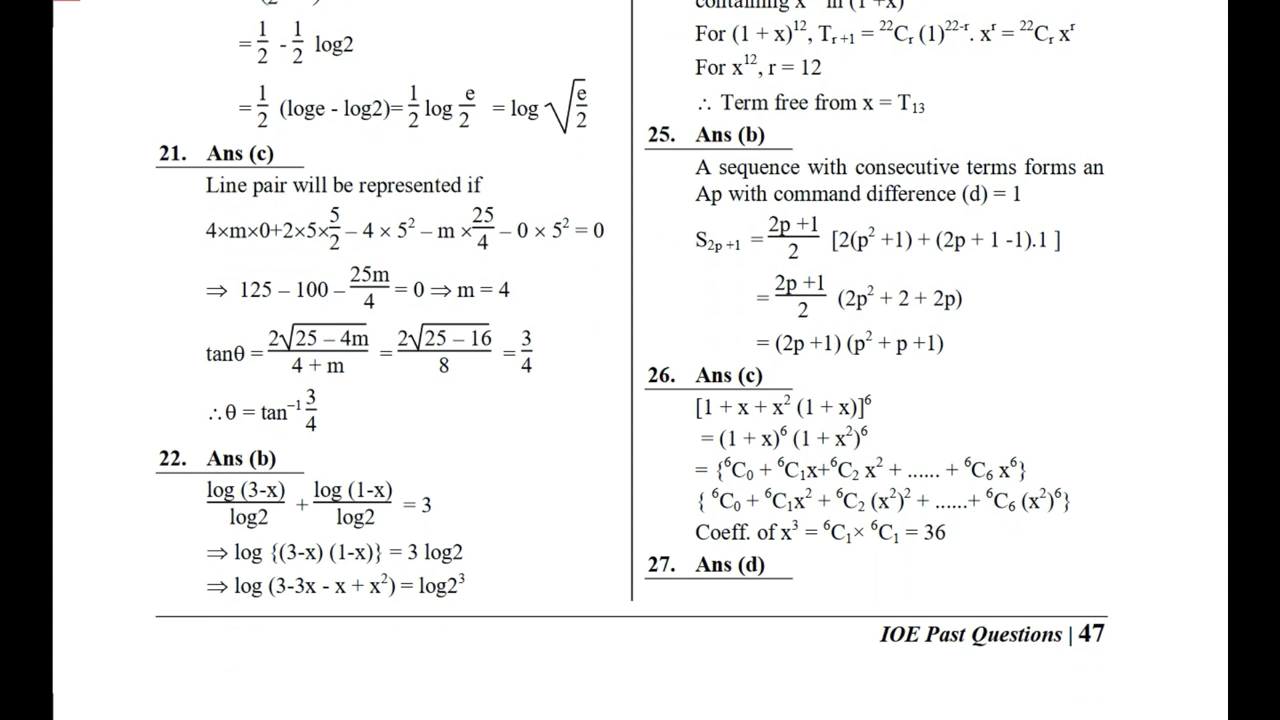 = 1/2 - 1/2 log2
= 1/2 (loge - log2)= 1/2 log e/2 = log √(e/2)
21. Ans (c)
Line pair will be represented if
4×m×0+2×5×5/2 – 4 × 5² – m ×25/4 – 0 × 5² = 0
⇒ 125 – 100 – 25m/4 = 0 ⇒ m = 4
tanθ = 2√(25 – 4m)/(4 + m) = 2√(25 – 16)/8 = 3/4
∴θ = tan⁻¹ 3/4
22. Ans (b)
log (3-x)/log2 + log (1-x)/log2 = 3
⇒ log {(3-x) (1-x)} = 3 log2
⇒ log (3-3x - x + x²) = log2³
For (1 + x)¹², Tᵣ₊₁ = ²²Cᵣ (1)²²⁻ʳ. xʳ = ²²Cᵣ xʳ
For x¹², r = 12
∴ Term free from x = T₁₃
25. Ans (b)
A sequence with consecutive terms forms an
Ap with command difference (d) = 1
S₂ₚ₊₁ = (2p +1)/2 [2(p² +1) + (2p + 1 -1).1 ]
= (2p +1)/2 (2p² + 2 + 2p)
= (2p +1) (p² + p +1)
26. Ans (c)
[1 + x + x² (1 + x)]⁶
= (1 + x)⁶ (1 + x²)⁶
= {⁶C₀ + ⁶C₁x+⁶C₂ x² + ...... + ⁶C₆ x⁶}
{ ⁶C₀ + ⁶C₁x² + ⁶C₂ (x²)² + ......+ ⁶C₆ (x²)⁶}
Coeff. of x³ = ⁶C₁× ⁶C₁ = 36
27. Ans (d)
IOE Past Questions | 47